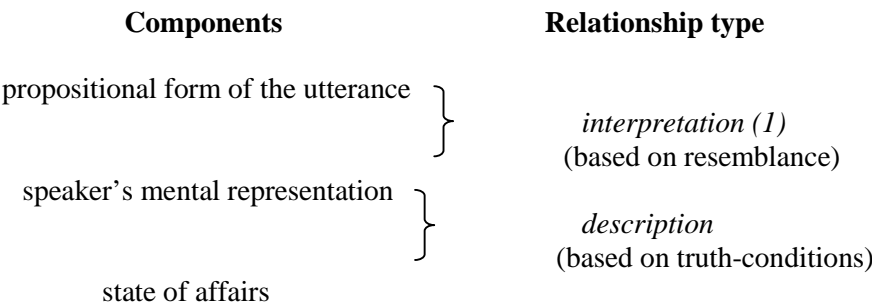 Components Relationship type
propositional form of the utterance
interpretation (1)
(based on resemblance)
speaker’s mental representation
description
(based on truth-conditions)
state of affairs